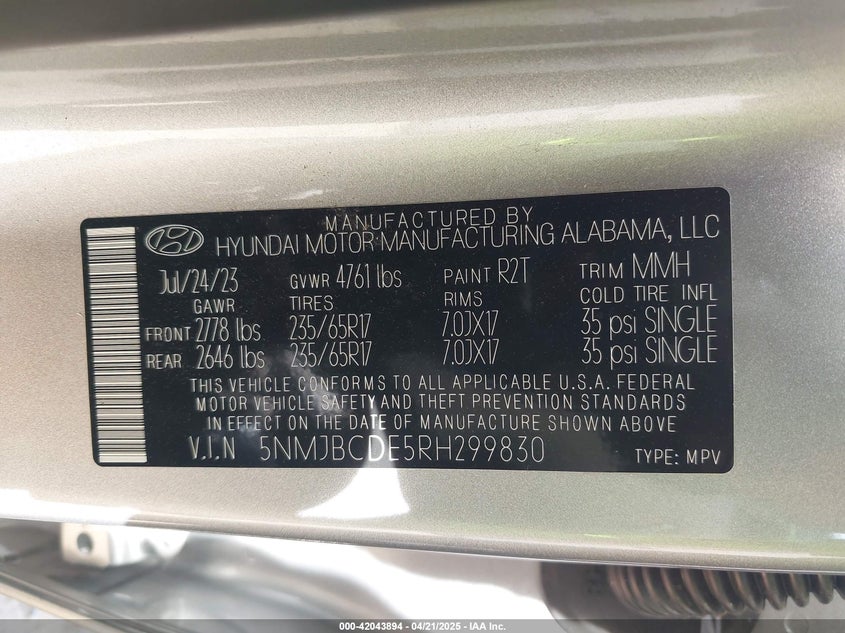 MANUFACTURED BY
HYUNDAI MOTOR MANUFACTURING ALABAMA, LLC
Jul/24/23 GVWR 4761 lbs PAINT R2T TRIM MMH
GAWR TIRES RIMS COLD TIRE INFL
FRONT 2778 lbs 235/65R17 7.0JX17 35 psi SINGLE
REAR 2646 lbs 235/65R17 7.0JX17 35 psi SINGLE
THIS VEHICLE CONFORMS TO ALL APPLICABLE U.S.A. FEDERAL
MOTOR VEHICLE SAFETY AND THEFT PREVENTION STANDARDS
IN EFFECT ON THE DATE OF MANUFACTURE SHOWN ABOVE
V.I.N 5NMJBCDE5RH299830 TYPE: MPV
000-42043894 - 04/21/2025 - IAA Inc.